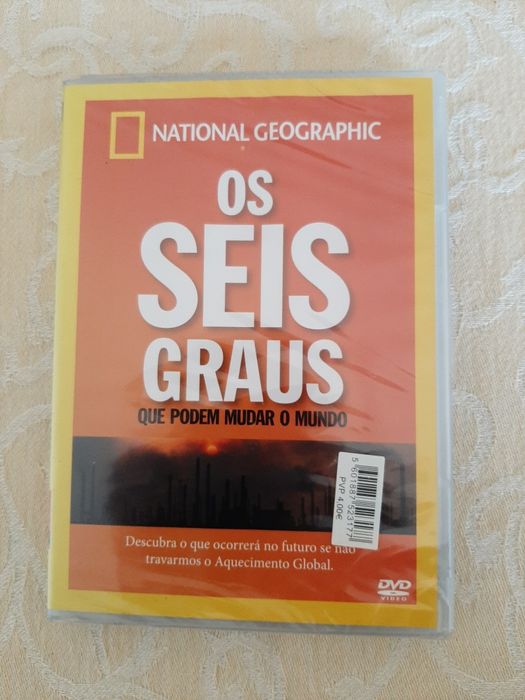 NATIONAL GEOGRAPHIC
OS
SEIS
GRAUS
QUE PODEM MUDAR O MUNDO
5601887523177
PVP 4,00€
Descubra o que ocorrerá no futuro se não
travarmos o Aquecimento Global.
DVD
VIDEO